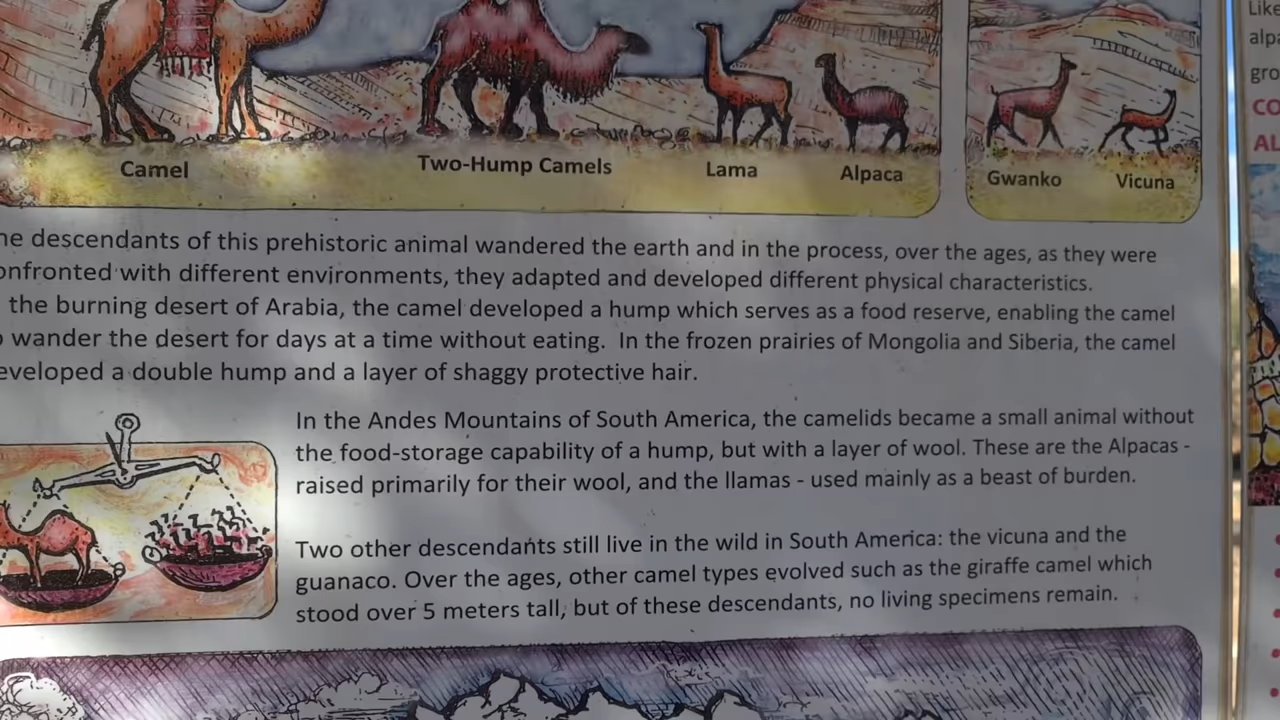 Camel
Two-Hump Camels
Lama
Alpaca
Gwanko
Vicuna
descendants of this prehistoric animal wandered the earth and in the process, over the ages, as they were
with different environments, they adapted and developed different physical characteristics.
the burning desert of Arabia, the camel developed a hump which serves as a food reserve, enabling the camel
wander the desert for days at a time without eating. In the frozen prairies of Mongolia and Siberia, the camel
eveloped a double hump and a layer of shaggy protective hair.
In the Andes Mountains of South America, the camelids became a small animal without
the food-storage capability of a hump, but with a layer of wool. These are the Alpacas -
raised primarily for their wool, and the llamas - used mainly as a beast of burden.
Two other descendants still live in the wild in South America: the vicuna and the
guanaco. Over the ages, other camel types evolved such as the giraffe camel which
stood over 5 meters tall, but of these descendants, no living specimens remain.
Like
alpa
gro
CO
AL